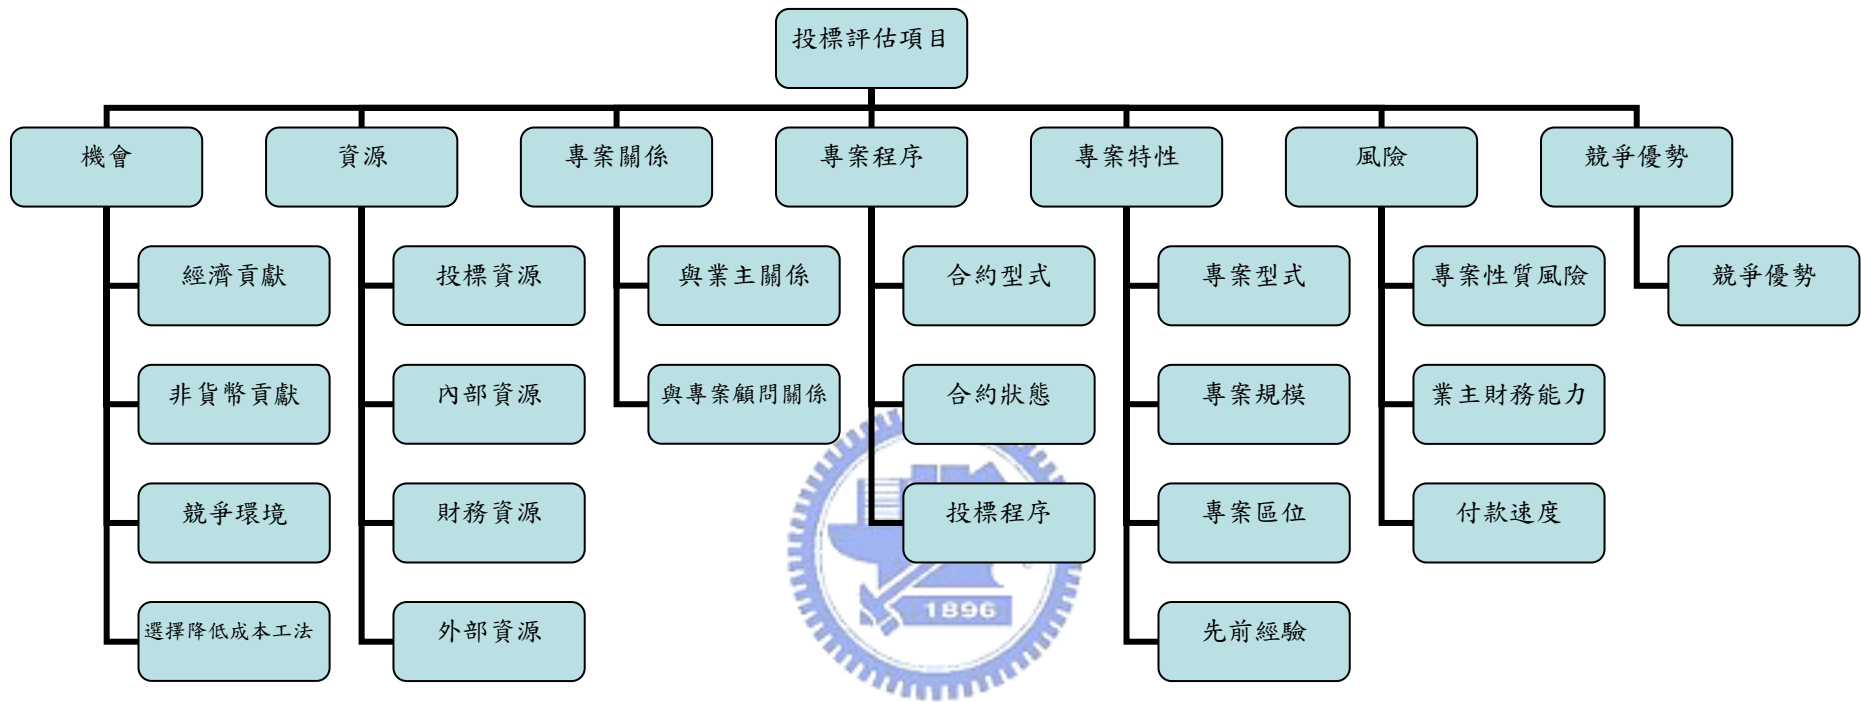 投標評估項目
機會
資源
專案關係
專案程序
專案特性
風險
競爭優勢
經濟貢獻
投標資源
與業主關係
合約型式
專案型式
專案性質風險
競爭優勢
非貨幣貢獻
內部資源
與專案顧問關係
合約狀態
專案規模
業主財務能力
競爭環境
財務資源
投標程序
專案區位
付款速度
選擇降低成本工法
外部資源
1896
先前經驗